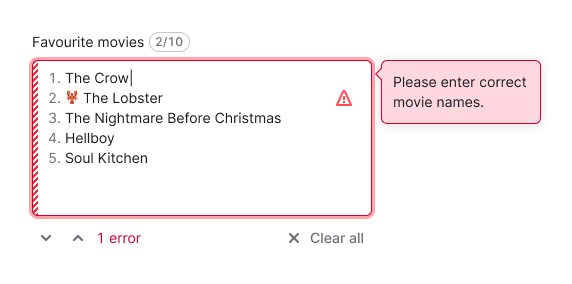 Favourite movies 2/10
1. The Crow
2. 🦞 The Lobster
3. The Nightmare Before Christmas
4. Hellboy
5. Soul Kitchen
Please enter correct
movie names.
1 error
Clear all